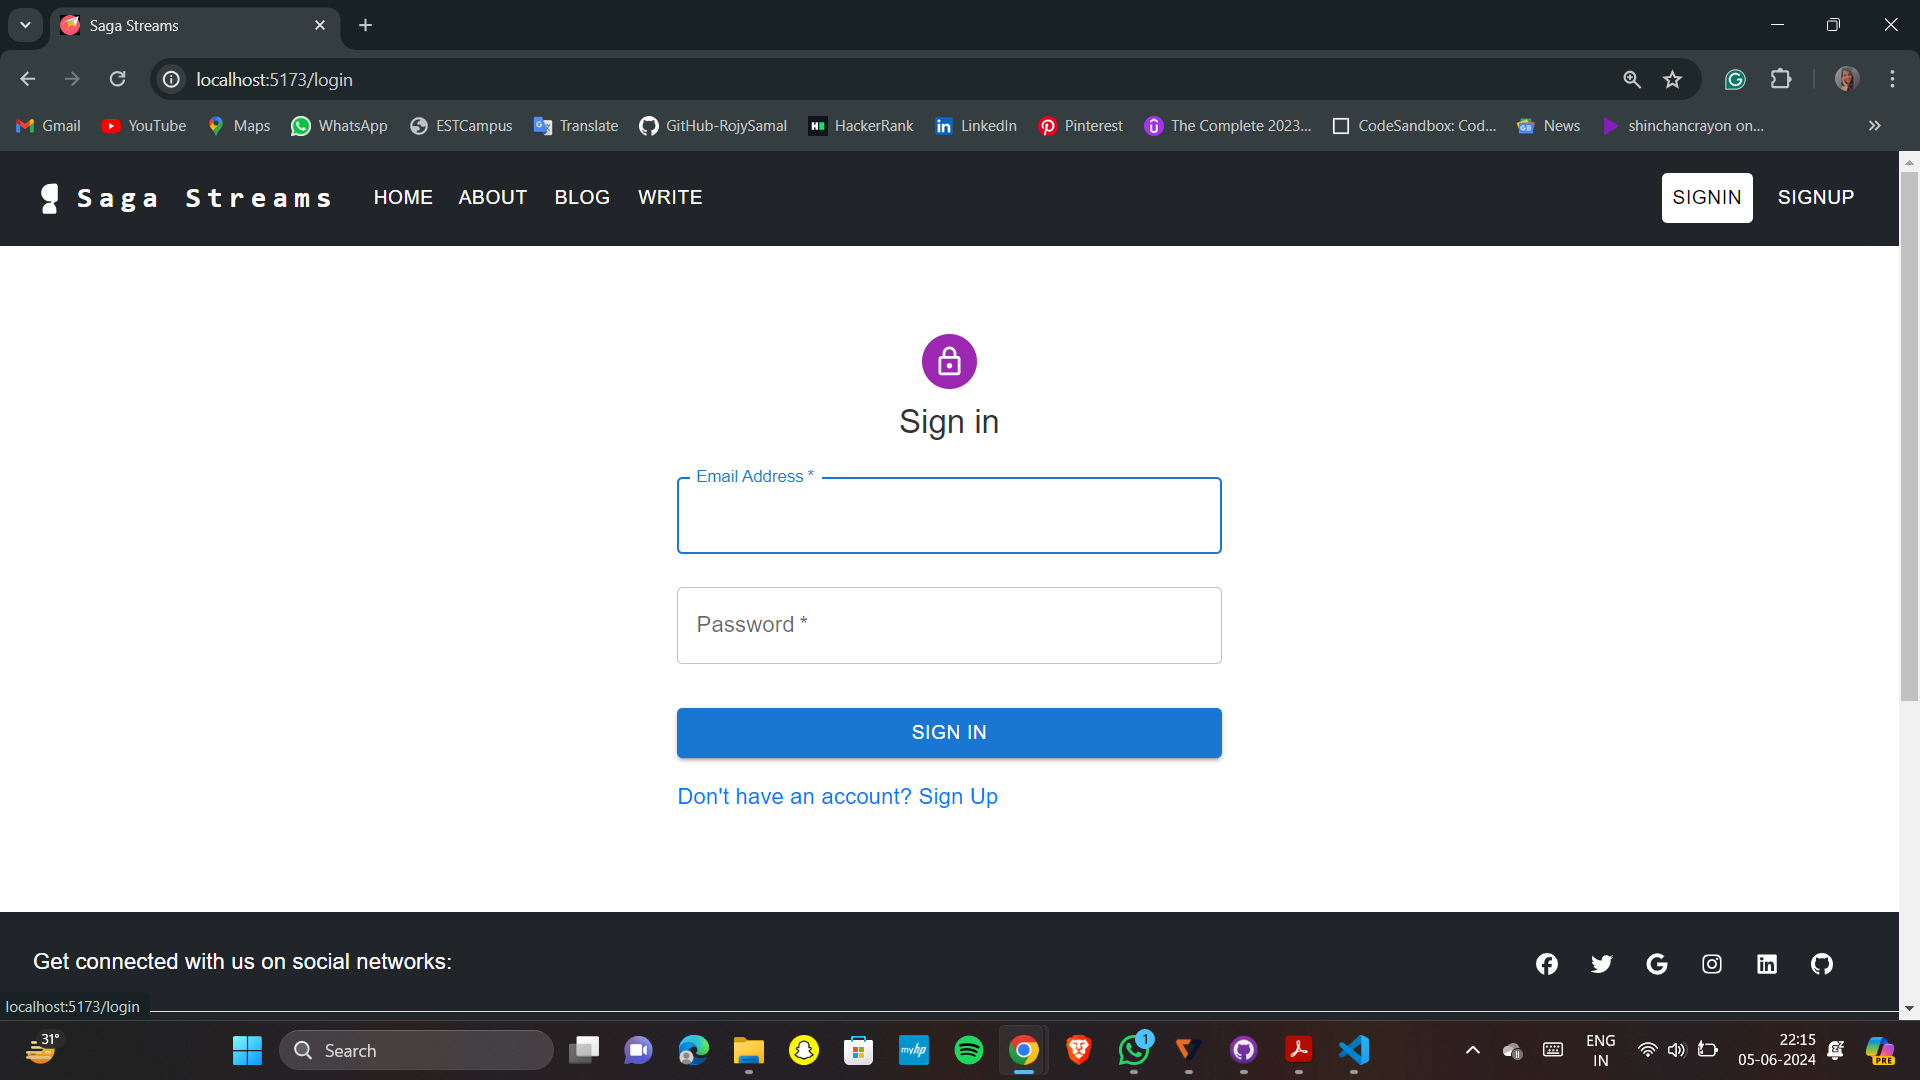 Saga Streams
localhost:5173/login
Gmail YouTube Maps WhatsApp ESTCampus Translate GitHub-RojySamal HackerRank LinkedIn Pinterest The Complete 2023... CodeSandbox: Cod... News shinchancrayon on...
Saga Streams HOME ABOUT BLOG WRITE SIGNIN SIGNUP
Sign in
Email Address *
Password *
SIGN IN
Don't have an account? Sign Up
Get connected with us on social networks:
localhost:5173/login
31°
Search
myhp
1
ENG
IN
22:15
05-06-2024
PRE